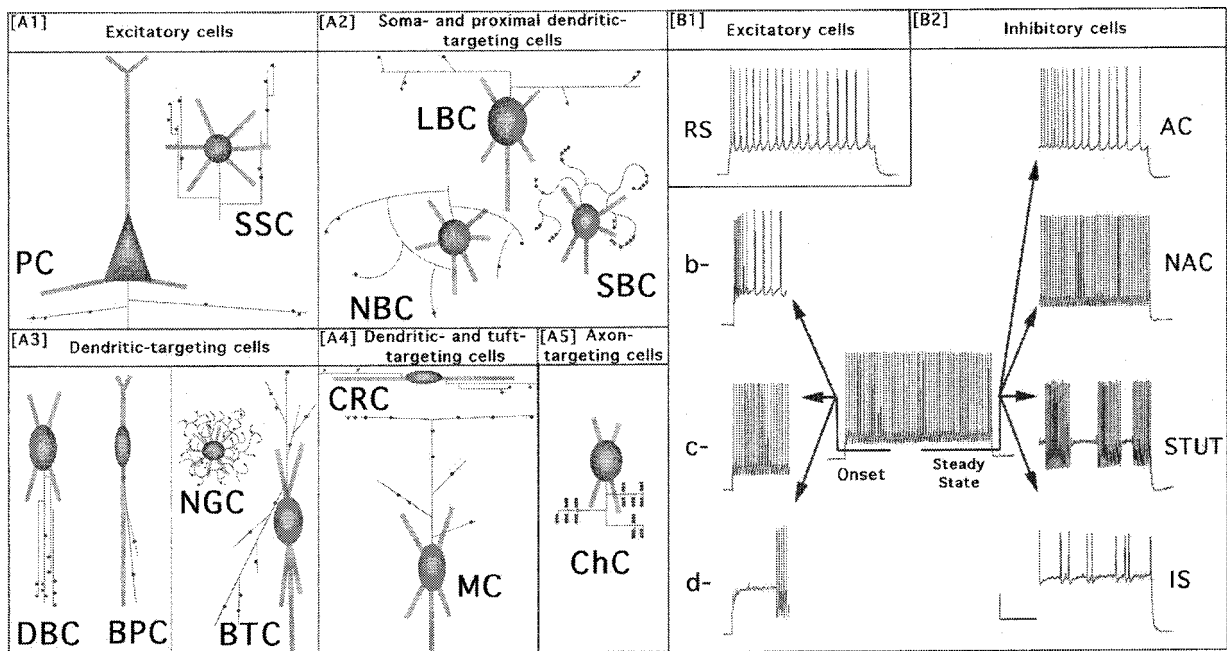 [A1] Excitatory cells
PC
SSC
[A2] Soma- and proximal dendritic-
targeting cells
LBC
NBC
SBC
[A3] Dendritic-targeting cells
DBC
BPC
NGC
BTC
[A4] Dendritic- and tuft-
targeting cells
CRC
MC
[A5] Axon-
targeting cells
ChC
[B1] Excitatory cells
RS
[B2] Inhibitory cells
b-
c-
d-
Onset
Steady
State
AC
NAC
STUT
IS